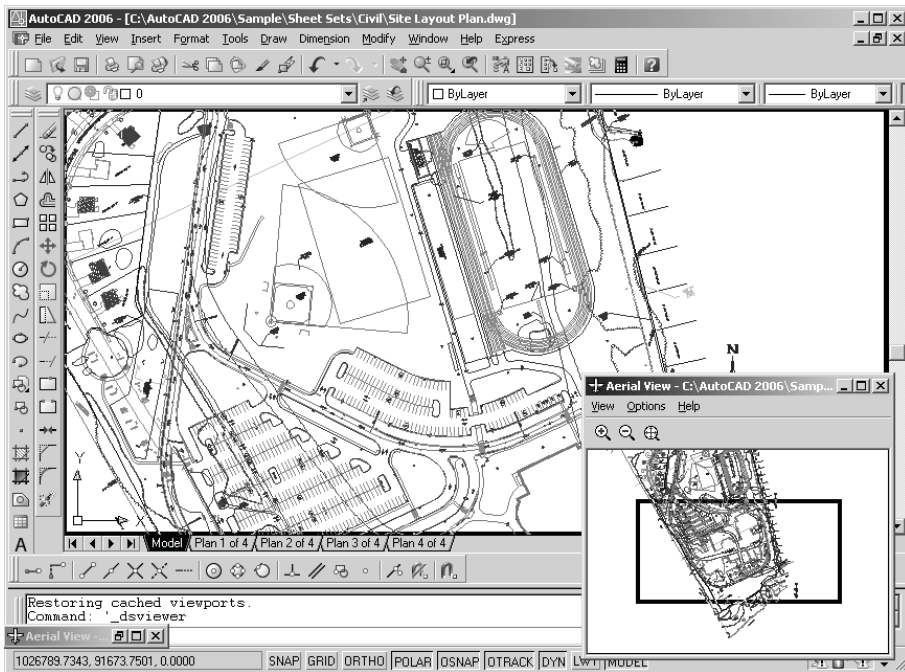 AutoCAD 2006 - [C:\AutoCAD 2006\Sample\Sheet Sets\Civil\Site Layout Plan.dwg]
File Edit View Insert Format Tools Draw Dimension Modify Window Help Express
0 ByLayer ByLayer ByLayer
N
Y
X
A
Model Plan 1 of 4 Plan 2 of 4 Plan 3 of 4 Plan 4 of 4
Aerial View - C:\AutoCAD 2006\Samp...
View Options Help
Restoring cached viewports.
Command: '_dsviewer
Aerial View -...
1026789.7343, 91673.7501, 0.0000 SNAP GRID ORTHO POLAR OSNAP OTRACK DYN LWT MODEL